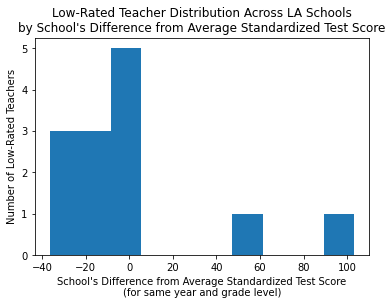 Low-Rated Teacher Distribution Across LA Schools
by School's Difference from Average Standardized Test Score
5
4
3
2
1
0
Number of Low-Rated Teachers
−40 −20 0 20 40 60 80 100
School's Difference from Average Standardized Test Score
(for same year and grade level)